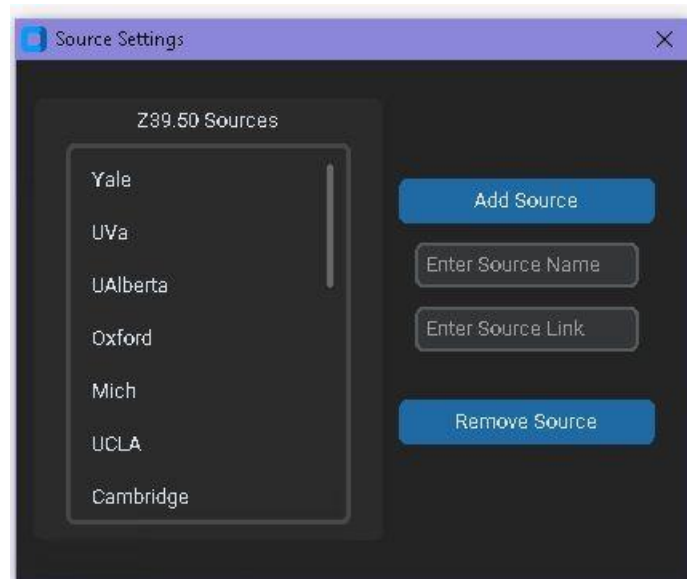 Source Settings
Z39.50 Sources
Yale
UVa
UAlberta
Oxford
Mich
UCLA
Cambridge
Add Source
Enter Source Name
Enter Source Link
Remove Source